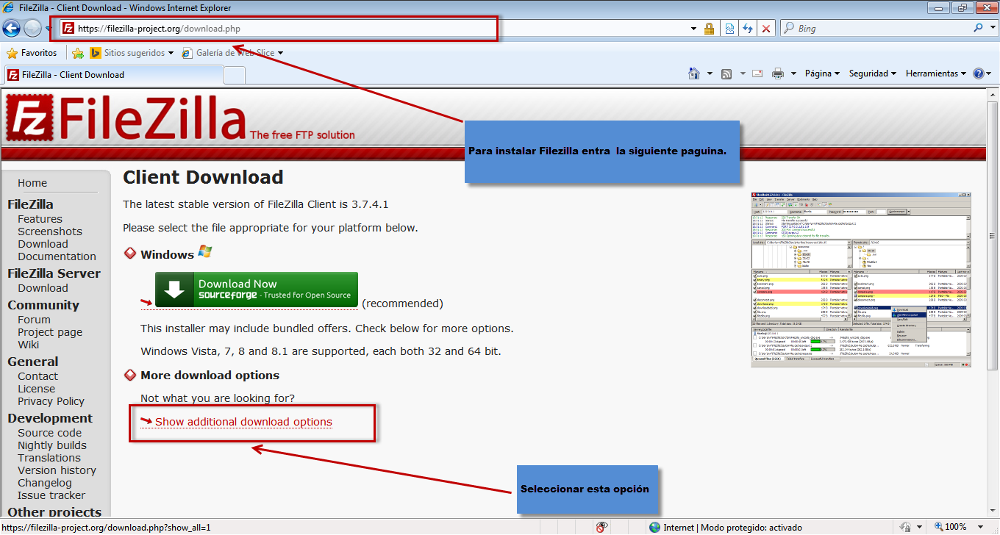 FileZilla - Client Download - Windows Internet Explorer
https://filezilla-project.org/download.php
Bing
Favoritos
Sitios sugeridos
Galería de Web Slice
FileZilla - Client Download
Página
Seguridad
Herramientas
FileZilla
The free FTP solution
Para instalar Filezilla entra  la siguiente paguina.
Home
FileZilla
Features
Screenshots
Download
Documentation
FileZilla Server
Download
Community
Forum
Project page
Wiki
General
Contact
License
Privacy Policy
Development
Source code
Nightly builds
Translations
Version history
Changelog
Issue tracker
Other projects
Client Download
The latest stable version of FileZilla Client is 3.7.4.1
Please select the file appropriate for your platform below.
Windows
Download Now
sourceforge - Trusted for Open Source
(recommended)
This installer may include bundled offers. Check below for more options.
Windows Vista, 7, 8 and 8.1 are supported, each both 32 and 64 bit.
More download options
Not what you are looking for?
Show additional download options
Seleccionar esta opción
https://filezilla-project.org/download.php?show_all=1
Internet | Modo protegido: activado
100%